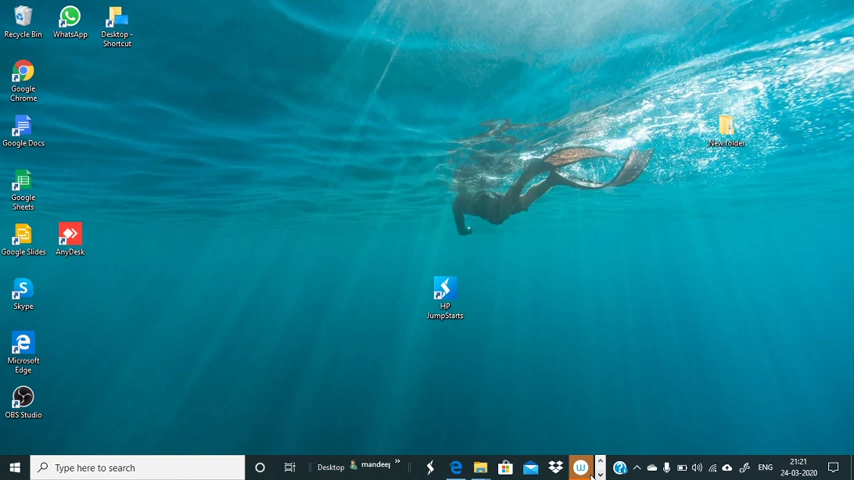 Recycle Bin
WhatsApp
Desktop -
Shortcut
Google
Chrome
Google Docs
NEW folder
Google
Sheets
Google Slides
AnyDesk
Skype
HP
JumpStarts
Microsoft
Edge
OBS Studio
Type here to search
Desktop
mandeep
ENG
21:21
24-03-2020